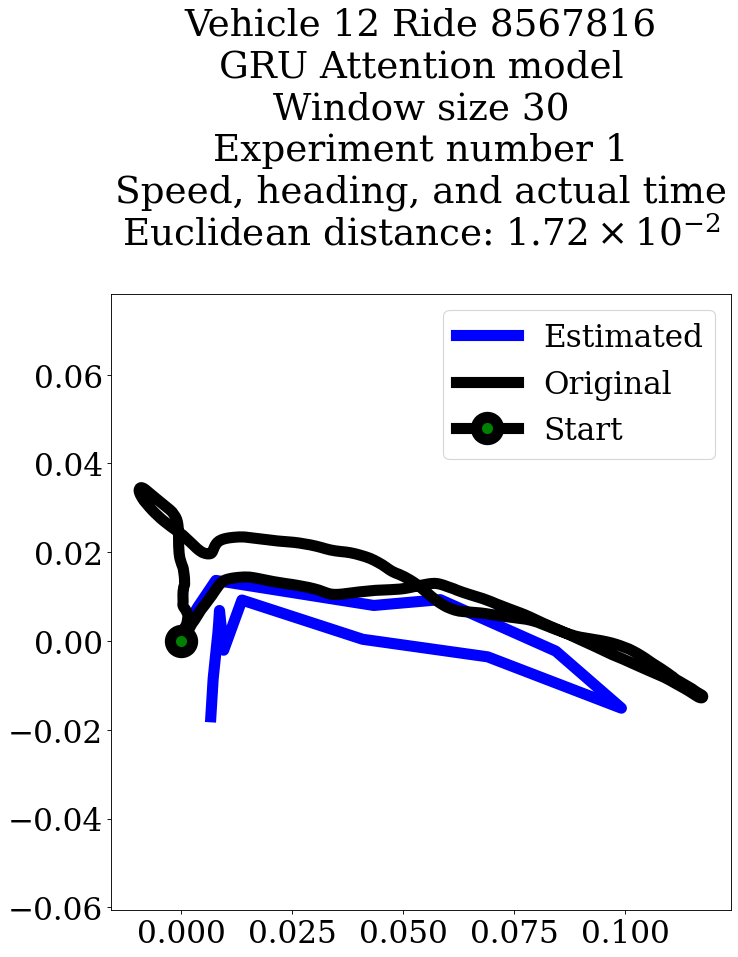 Vehicle 12 Ride 8567816
GRU Attention model
Window size 30
Experiment number 1
Speed, heading, and actual time
Euclidean distance: 1.72 × 10⁻²
Estimated
Original
Start
0.06
0.04
0.02
0.00
−0.02
−0.04
−0.06
0.000 0.025 0.050 0.075 0.100